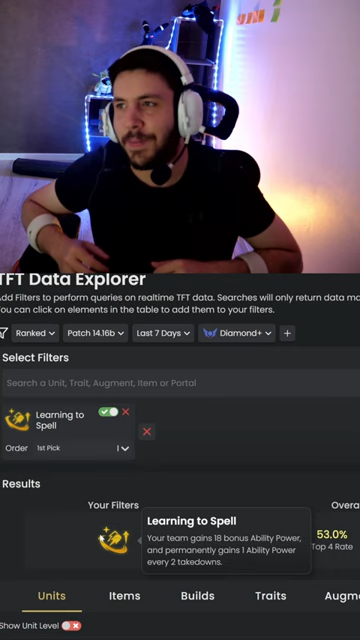 TFT Data Explorer
Add Filters to perform queries on realtime TFT data. Searches will only return data
You can click on elements in the table to add them to your filters.
Ranked Patch 14.16b Last 7 Days Diamond+ +
Select Filters
Search a Unit, Trait, Augment, Item or Portal
Learning to
Spell
Order 1st Pick
Results
Your Filters
Learning to Spell
Your team gains 18 bonus Ability Power,
and permanently gains 1 Ability Power
every 2 takedowns.
53.0%
Top 4 Rate
Units Items Builds Traits
Show Unit Level